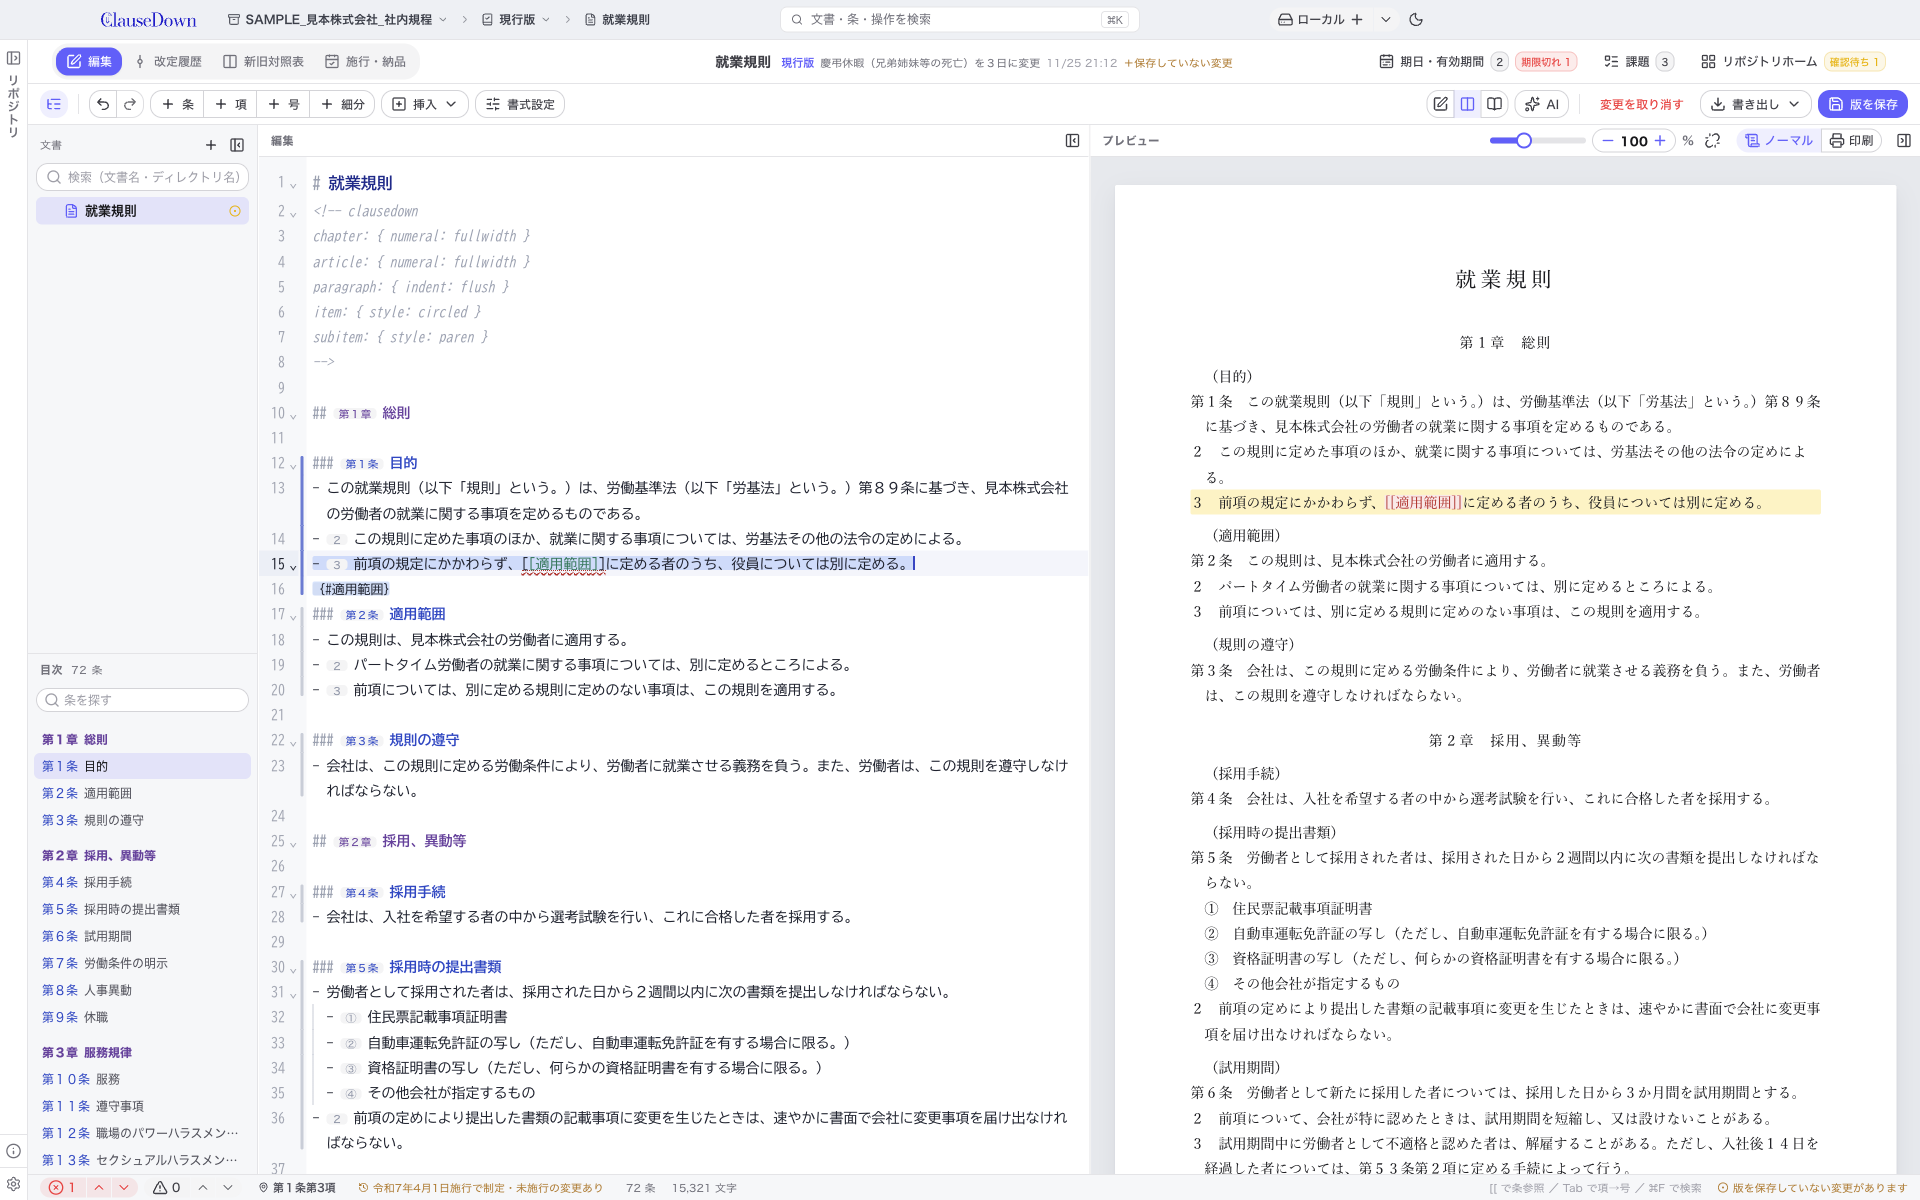 ClauseDown
SAMPLE_見本株式会社_社内規程
現行版
就業規則
文書・条・操作を検索
⌘K
ローカル
リポジトリ
編集
改定履歴
新旧対照表
施行・納品
就業規則 現行版 慶弔休暇（兄弟姉妹等の死亡）を３日に変更 11/25 21:12 +保存していない変更
期日・有効期間 2 期限切れ 1
課題 3
リポジトリホーム 確認待ち 1
+ 条
+ 項
+ 号
+ 細分
挿入
書式設定
AI
変更を取り消す
書き出し
版を保存
文書
検索（文書名・ディレクトリ名）
就業規則
目次 72 条
条を探す
第１章 総則
第１条 目的
第２条 適用範囲
第３条 規則の遵守
第２章 採用、異動等
第４条 採用手続
第５条 採用時の提出書類
第６条 試用期間
第７条 労働条件の明示
第８条 人事異動
第９条 休職
第３章 服務規律
第１０条 服務
第１１条 遵守事項
第１２条 職場のパワーハラスメン…
第１３条 セクシュアルハラスメン…
編集
1 # 就業規則
2 <!-- clausedown
3 chapter: { numeral: fullwidth }
4 article: { numeral: fullwidth }
5 paragraph: { indent: flush }
6 item: { style: circled }
7 subitem: { style: paren }
8 -->
9
10 ## 第１章 総則
11
12 ### 第１条 目的
13 - この就業規則（以下「規則」という。）は、労働基準法（以下「労基法」という。）第８９条に基づき、見本株式会社
の労働者の就業に関する事項を定めるものである。
14 - 2 この規則に定めた事項のほか、就業に関する事項については、労基法その他の法令の定めによる。
15 - 3 前項の規定にかかわらず、[[適用範囲]]に定める者のうち、役員については別に定める。
16 {#適用範囲}
17 ### 第２条 適用範囲
18 - この規則は、見本株式会社の労働者に適用する。
19 - 2 パートタイム労働者の就業に関する事項については、別に定めるところによる。
20 - 3 前項については、別に定める規則に定めのない事項は、この規則を適用する。
21
22 ### 第３条 規則の遵守
23 - 会社は、この規則に定める労働条件により、労働者に就業させる義務を負う。また、労働者は、この規則を遵守しなけ
ればならない。
24
25 ## 第２章 採用、異動等
26
27 ### 第４条 採用手続
28 - 会社は、入社を希望する者の中から選考試験を行い、これに合格した者を採用する。
29
30 ### 第５条 採用時の提出書類
31 - 労働者として採用された者は、採用された日から２週間以内に次の書類を提出しなければならない。
32 - ① 住民票記載事項証明書
33 - ② 自動車運転免許証の写し（ただし、自動車運転免許証を有する場合に限る。）
34 - ③ 資格証明書の写し（ただし、何らかの資格証明書を有する場合に限る。）
35 - ④ その他会社が指定するもの
36 - 2 前項の定めにより提出した書類の記載事項に変更を生じたときは、速やかに書面で会社に変更事項を届け出なけれ
ばならない。
37
プレビュー
− 100 + %
ノーマル
印刷
就業規則
第１章　総則
（目的）
第１条　この就業規則（以下「規則」という。）は、労働基準法（以下「労基法」という。）第８９条
に基づき、見本株式会社の労働者の就業に関する事項を定めるものである。
２　この規則に定めた事項のほか、就業に関する事項については、労基法その他の法令の定めによ
る。
３　前項の規定にかかわらず、[[適用範囲]]に定める者のうち、役員については別に定める。
（適用範囲）
第２条　この規則は、見本株式会社の労働者に適用する。
２　パートタイム労働者の就業に関する事項については、別に定めるところによる。
３　前項については、別に定める規則に定めのない事項は、この規則を適用する。
（規則の遵守）
第３条　会社は、この規則に定める労働条件により、労働者に就業させる義務を負う。また、労働者
は、この規則を遵守しなければならない。
第２章　採用、異動等
（採用手続）
第４条　会社は、入社を希望する者の中から選考試験を行い、これに合格した者を採用する。
（採用時の提出書類）
第５条　労働者として採用された者は、採用された日から２週間以内に次の書類を提出しなければな
らない。
①　住民票記載事項証明書
②　自動車運転免許証の写し（ただし、自動車運転免許証を有する場合に限る。）
③　資格証明書の写し（ただし、何らかの資格証明書を有する場合に限る。）
④　その他会社が指定するもの
２　前項の定めにより提出した書類の記載事項に変更を生じたときは、速やかに書面で会社に変更事
項を届け出なければならない。
（試用期間）
第６条　労働者として新たに採用した者については、採用した日から３か月間を試用期間とする。
２　前項について、会社が特に認めたときは、試用期間を短縮し、又は設けないことがある。
３　試用期間中に労働者として不適格と認めた者は、解雇することがある。ただし、入社後１４日を
経過した者については、第５３条第２項に定める手続によって行う。
1
0
第１条第3項
令和7年4月1日施行で制定・未施行の変更あり
72 条
15,321 文字
[[ で条参照 ／ Tab で項→号 ／ ⌘F で検索
版を保存していない変更があります